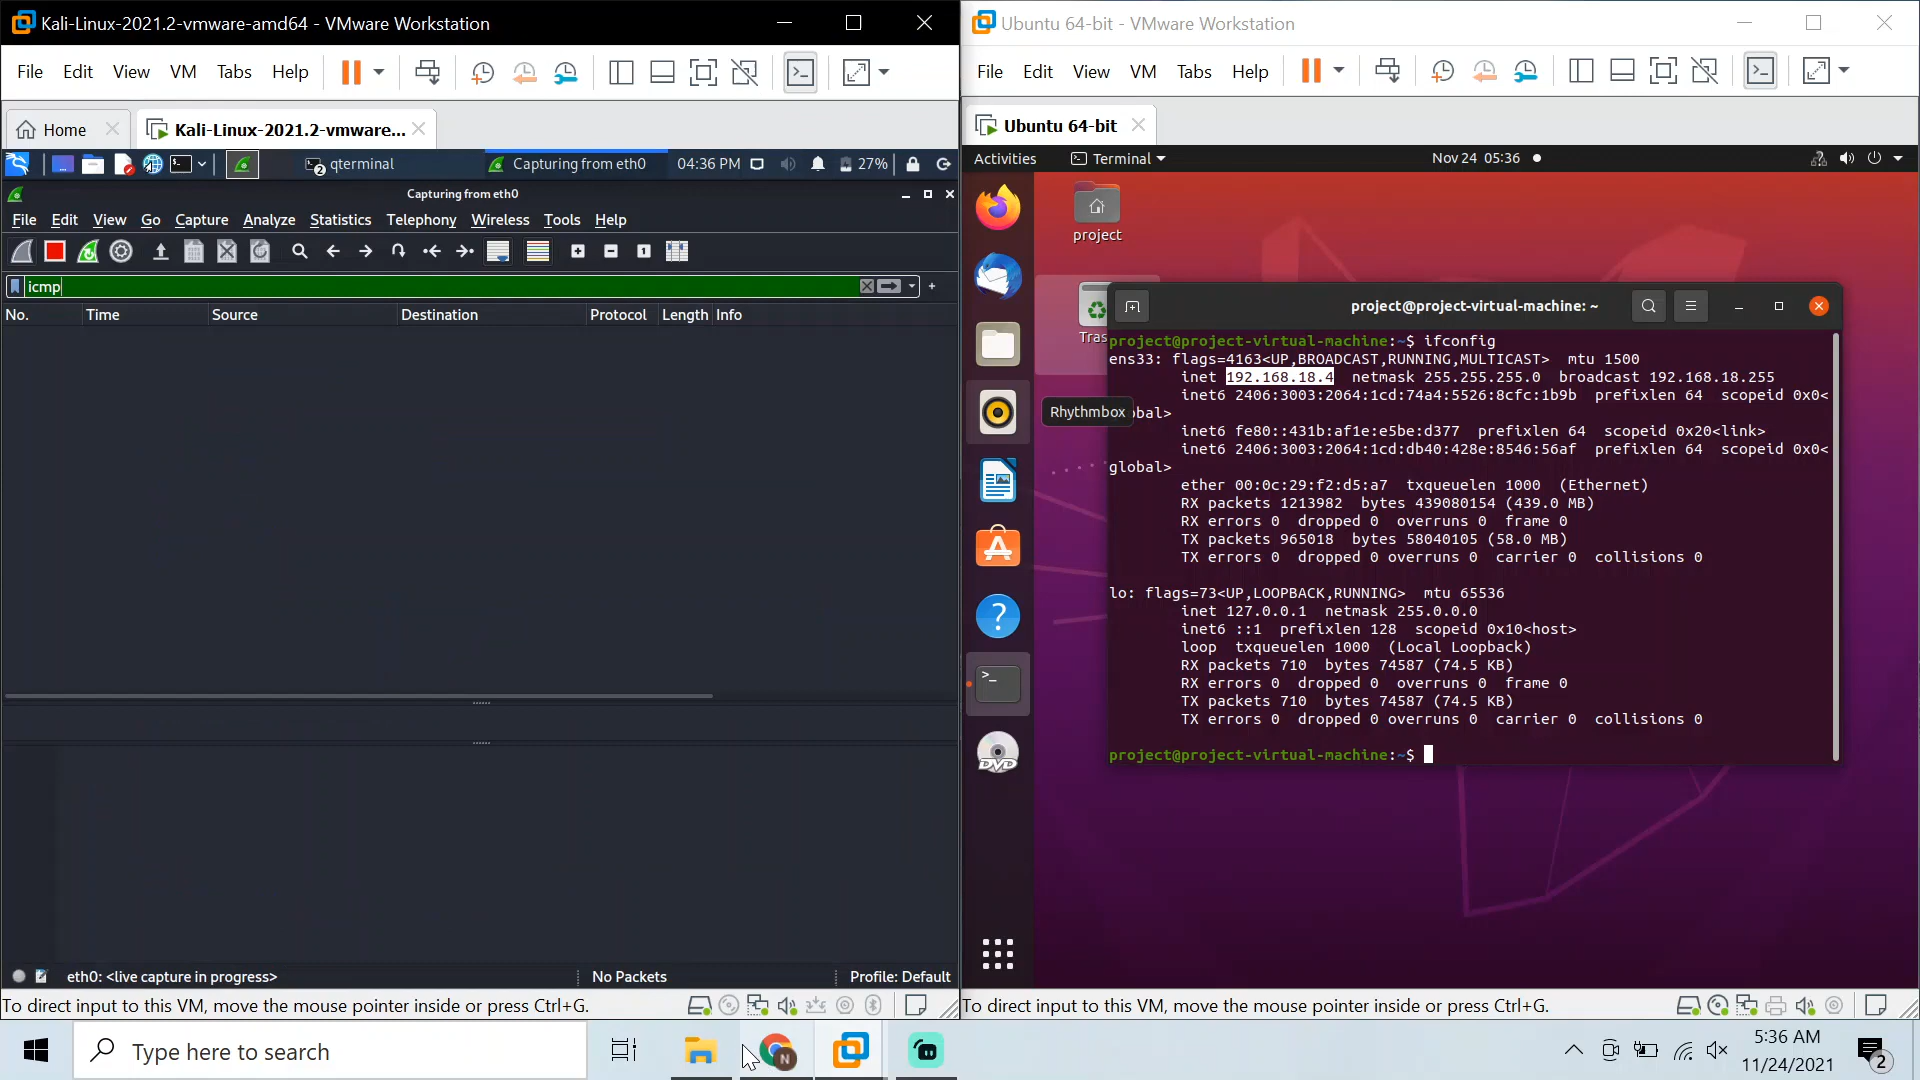 Kali-Linux-2021.2-vmware-amd64 - VMware Workstation
File Edit View VM Tabs Help
Home
Kali-Linux-2021.2-vmware...
qterminal
Capturing from eth0
04:36 PM
27%
Capturing from eth0
File Edit View Go Capture Analyze Statistics Telephony Wireless Tools Help
icmp
No. Time Source Destination Protocol Length Info
eth0: <live capture in progress>
No Packets
Profile: Default
To direct input to this VM, move the mouse pointer inside or press Ctrl+G.
Ubuntu 64-bit - VMware Workstation
File Edit View VM Tabs Help
Ubuntu 64-bit
Activities
Terminal
Nov 24 05:36
project
Tras
Rhythmbox
DVD
project@project-virtual-machine: ~
project@project-virtual-machine:~$ ifconfig
ens33: flags=4163<UP,BROADCAST,RUNNING,MULTICAST> mtu 1500
inet 192.168.18.4 netmask 255.255.255.0 broadcast 192.168.18.255
inet6 2406:3003:2064:1cd:74a4:5526:8cfc:1b9b prefixlen 64 scopeid 0x0<
bal>
inet6 fe80::431b:af1e:e5be:d377 prefixlen 64 scopeid 0x20<link>
inet6 2406:3003:2064:1cd:db40:428e:8546:56af prefixlen 64 scopeid 0x0<
global>
ether 00:0c:29:f2:d5:a7 txqueuelen 1000 (Ethernet)
RX packets 1213982 bytes 439080154 (439.0 MB)
RX errors 0 dropped 0 overruns 0 frame 0
TX packets 965018 bytes 58040105 (58.0 MB)
TX errors 0 dropped 0 overruns 0 carrier 0 collisions 0
lo: flags=73<UP,LOOPBACK,RUNNING> mtu 65536
inet 127.0.0.1 netmask 255.0.0.0
inet6 ::1 prefixlen 128 scopeid 0x10<host>
loop txqueuelen 1000 (Local Loopback)
RX packets 710 bytes 74587 (74.5 KB)
RX errors 0 dropped 0 overruns 0 frame 0
TX packets 710 bytes 74587 (74.5 KB)
TX errors 0 dropped 0 overruns 0 carrier 0 collisions 0
project@project-virtual-machine:~$
To direct input to this VM, move the mouse pointer inside or press Ctrl+G.
Type here to search
N
5:36 AM
11/24/2021
2